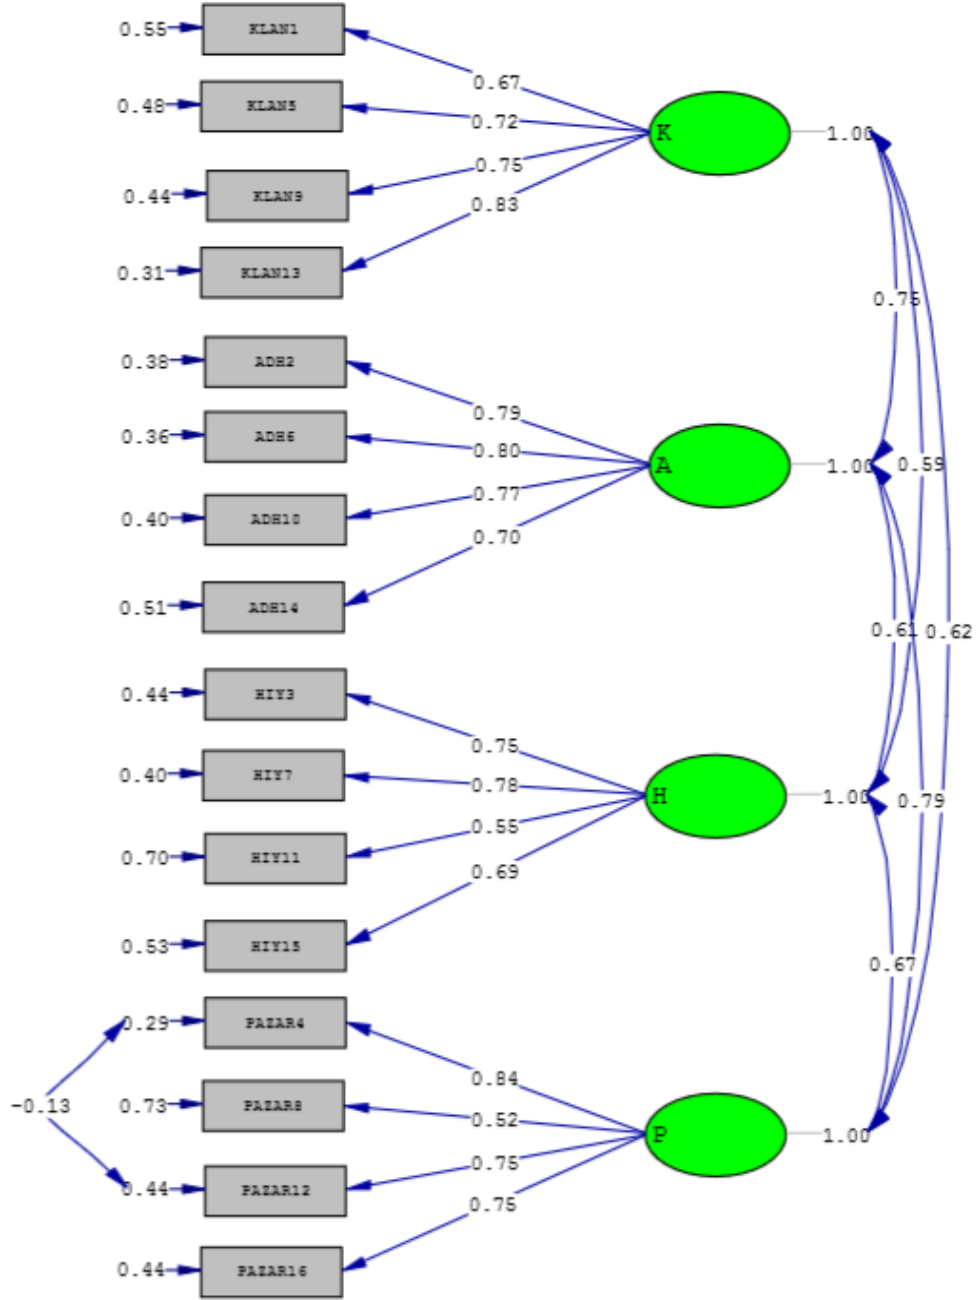 0.55 KLAN1
0.67
0.48 KLAN5
0.72
K 1.00
0.75
0.44 KLAN9
0.83
0.31 KLAN13
0.75
0.38 ADH2
0.79
0.36 ADH6
0.80
A 1.00 0.59
0.77
0.40 ADH10
0.70
0.51 ADH14
0.61 0.62
0.44 HIY3
0.75
0.40 HIY7
0.78
H 1.00 0.79
0.55
0.70 HIY11
0.69
0.53 HIY15
0.67
0.29 PAZAR4
0.84
-0.13 0.73 PAZAR8
0.52
P 1.00
0.75
0.44 PAZAR12
0.75
0.44 PAZAR16